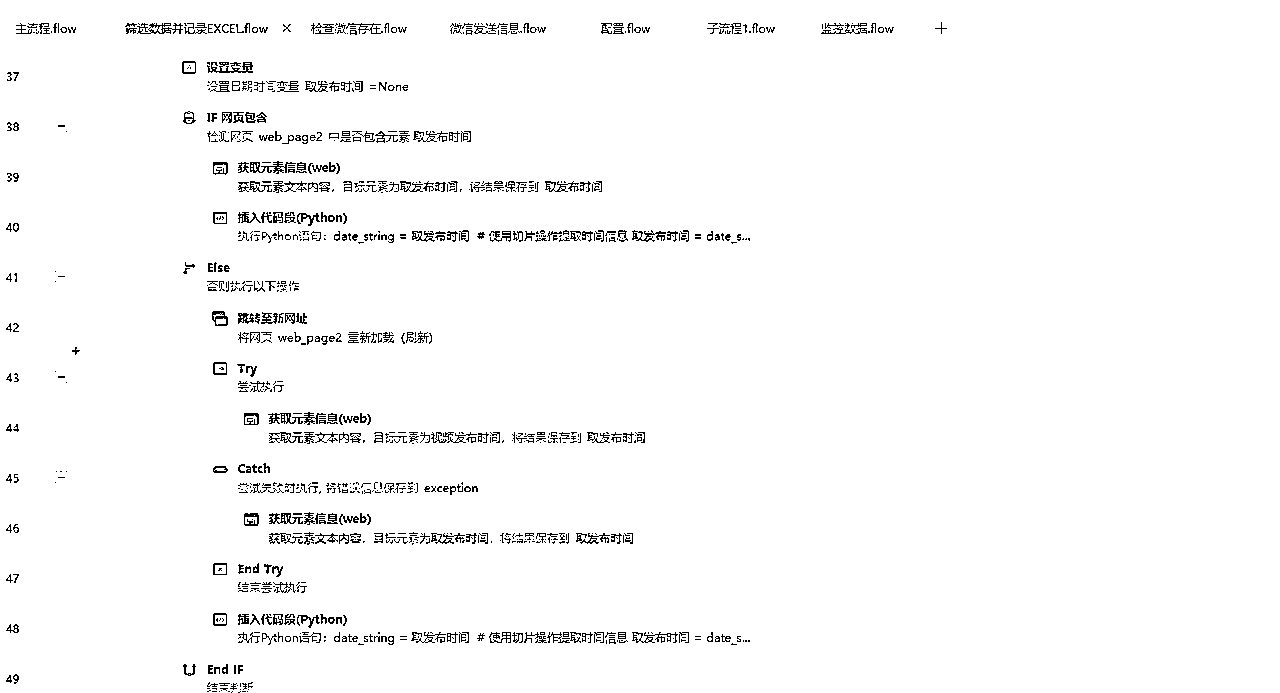 主流程.flow 筛选数据并记录EXCEL.flow × 检查微信存在.flow 微信发送信息.flow 配置.flow 子流程1.flow 监控数据.flow +
37 设置变量
设置日期时间变量 取发布时间 =None
38 IF 网页包含
检测网页 web_page2 中是否包含元素 取发布时间
39 获取元素信息(web)
获取元素文本内容，目标元素为取发布时间，将结果保存到 取发布时间
40 插入代码段(Python)
执行Python语句：date_string = 取发布时间 # 使用切片操作提取时间信息 取发布时间 = date_s...
41 Else
否则执行以下操作
42 跳转至新网址
将网页 web_page2 重新加载（刷新）
43 Try
尝试执行
44 获取元素信息(web)
获取元素文本内容，目标元素为视频发布时间，将结果保存到 取发布时间
45 Catch
尝试失败时执行, 将错误信息保存到 exception
46 获取元素信息(web)
获取元素文本内容，目标元素为取发布时间，将结果保存到 取发布时间
47 End Try
结束尝试执行
48 插入代码段(Python)
执行Python语句：date_string = 取发布时间 # 使用切片操作提取时间信息 取发布时间 = date_s...
49 End IF
结束判断